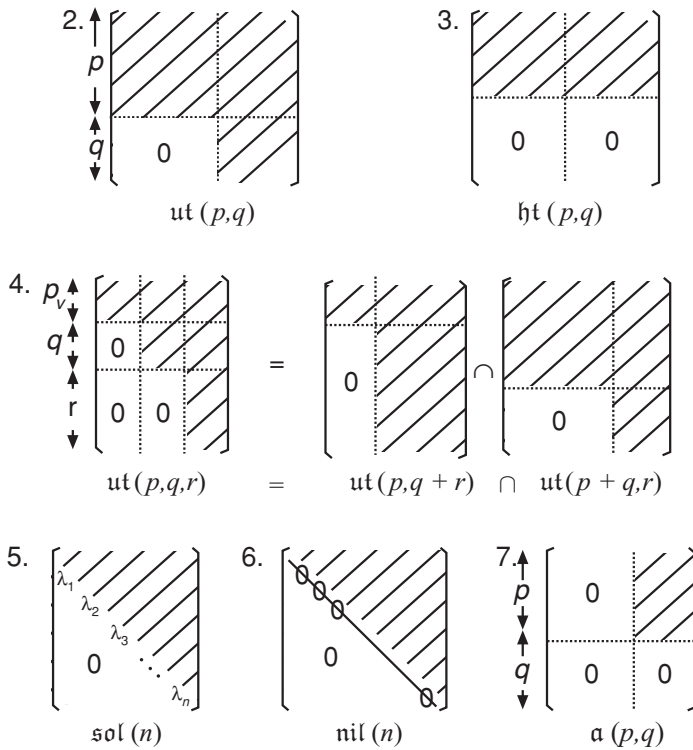 2.
p
q
0
𝔲𝔱 (p,q)
3.
0 0
𝔥𝔱 (p,q)
4.
p_v
q
r
0
0 0
=
0
∩
0
𝔲𝔱(p,q,r) = 𝔲𝔱(p,q + r) ∩ 𝔲𝔱(p + q,r)
5.
λ₁
λ₂
λ₃
0
⋱
λₙ
𝔰𝔬𝔩 (n)
6.
0
0
0
0
0
𝔫𝔦𝔩 (n)
7.
p
q
0
0 0
𝔞 (p,q)